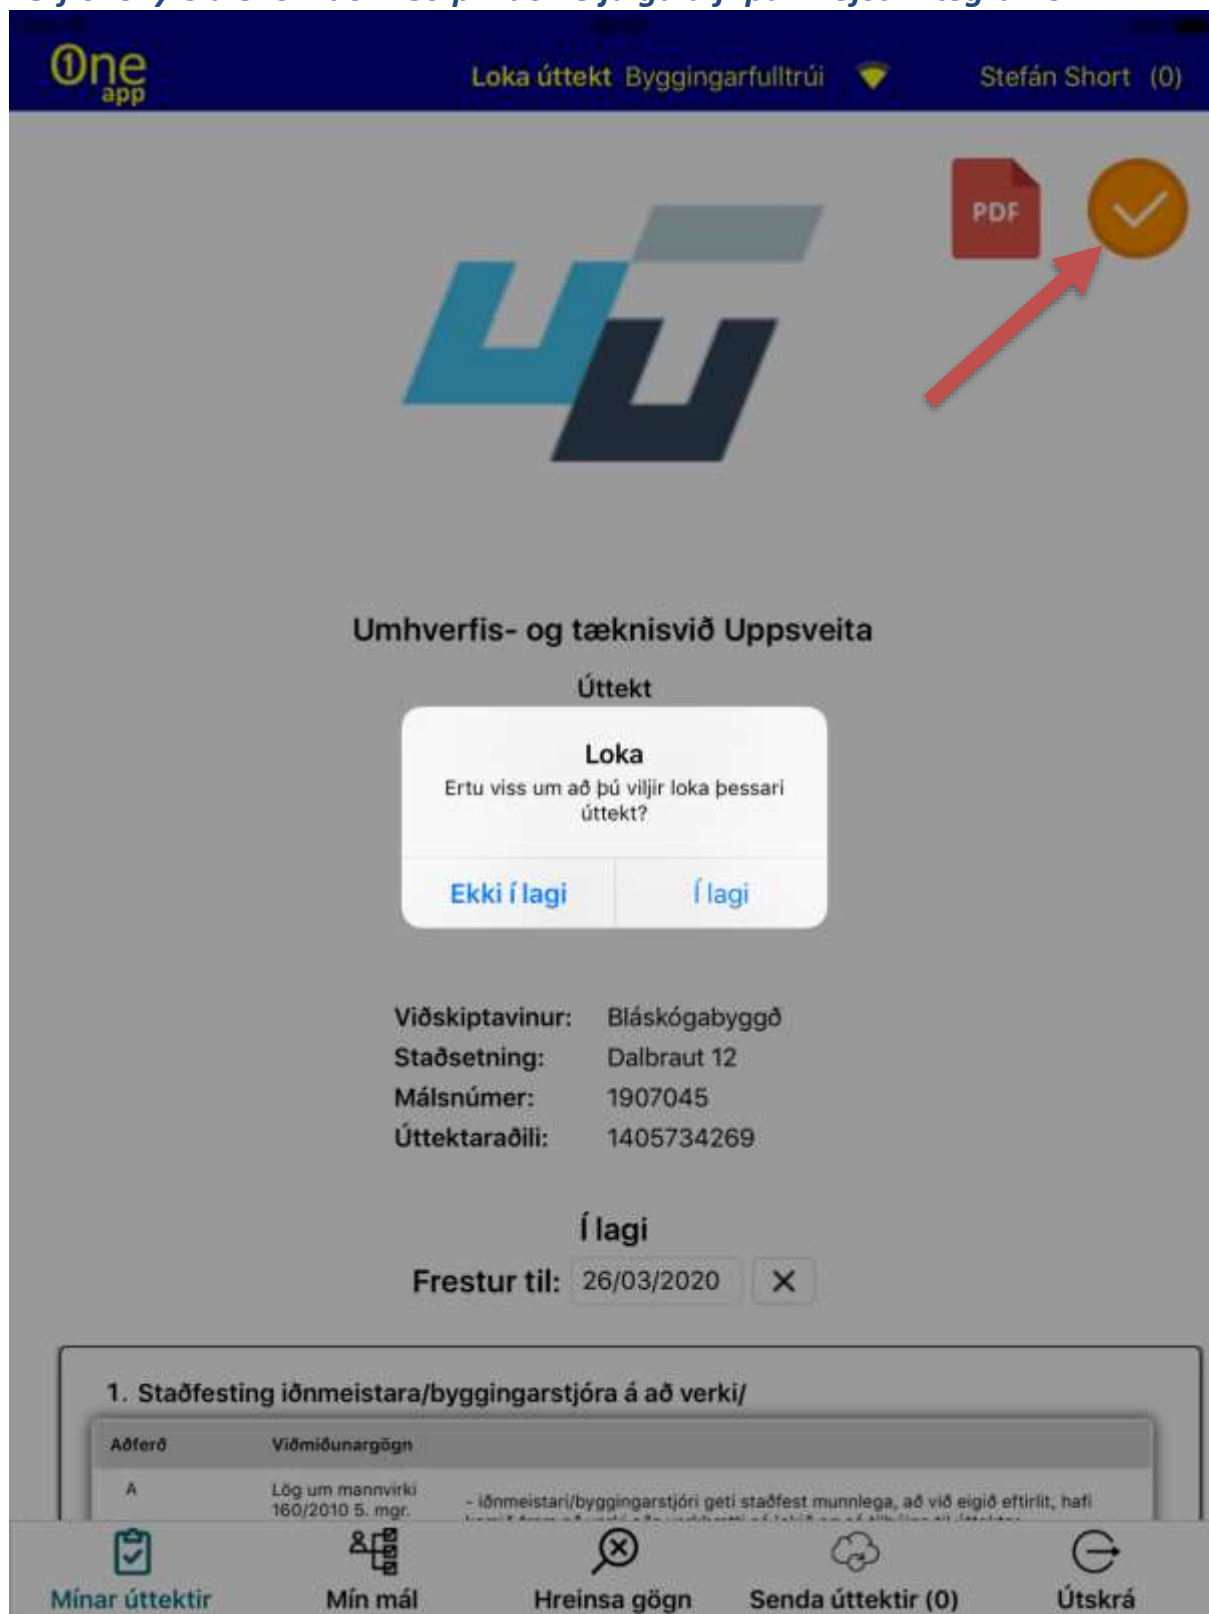 One
app
Loka úttekt Byggingarfulltrúi
Stefán Short (0)
PDF
Umhverfis- og tæknisvið Uppsveita
Úttekt
Loka
Ertu viss um að þú viljir loka þessari
úttekt?
Ekki í lagi
Í lagi
Viðskiptavinur: Bláskógabyggð
Staðsetning: Dalbraut 12
Málsnúmer: 1907045
Úttektaraðili: 1405734269
Í lagi
Frestur til: 26/03/2020
1. Staðfesting iðnmeistara/byggingarstjóra á að verki/
Aðferð Viðmiðunargögn
A Lög um mannvirki
160/2010 5. mgr.
- iðnmeistari/byggingarstjóri geti staðfest munnlega, að við eigið eftirlit, hafi
Mínar úttektir
Mín mál
Hreinsa gögn
Senda úttektir (0)
Útskrá